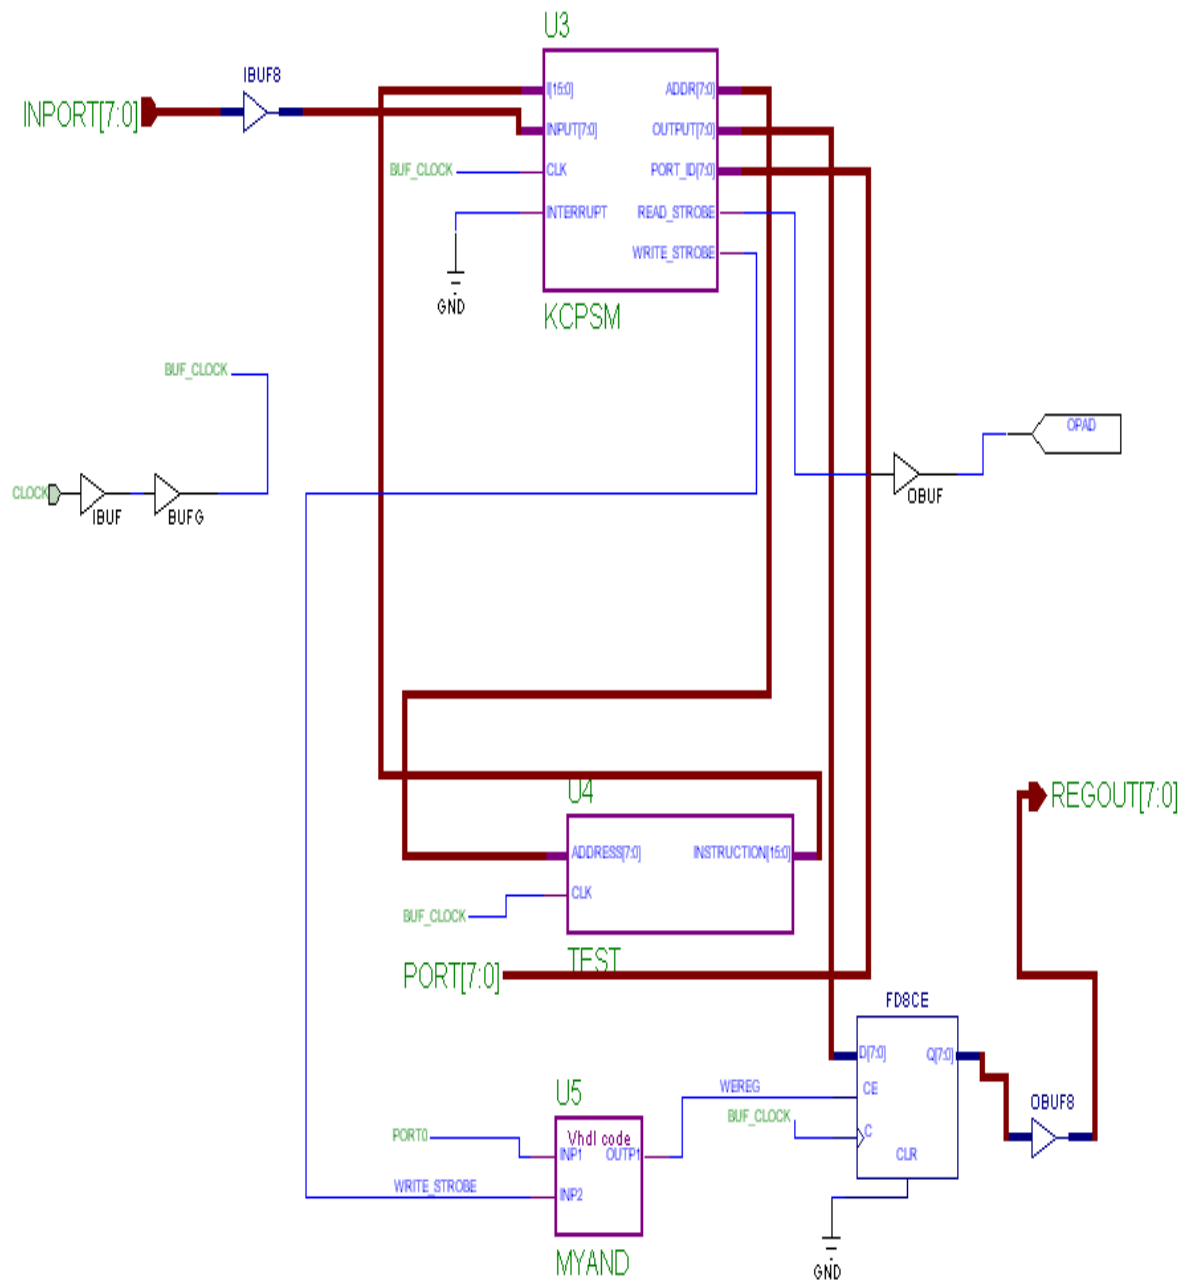 U3
IBUF8
INPORT[7:0]
I[15:0]
ADDR[7:0]
INPUT[7:0]
OUTPUT[7:0]
BUF_CLOCK
CLK
PORT_ID[7:0]
INTERRUPT
READ_STROBE
WRITE_STROBE
GND
KCPSM
BUF_CLOCK
OPAD
CLOCK
IBUF
BUFG
OBUF
U4
REGOUT[7:0]
ADDRESS[7:0]
INSTRUCTION[15:0]
CLK
BUF_CLOCK
TEST
PORT[7:0]
FD8CE
D[7:0]
Q[7:0]
WEREG
CE
U5
OBUF8
BUF_CLOCK
C
PORT0
Vhdl code
INP1
OUTP1
CLR
WRITE_STROBE
INP2
MYAND
GND